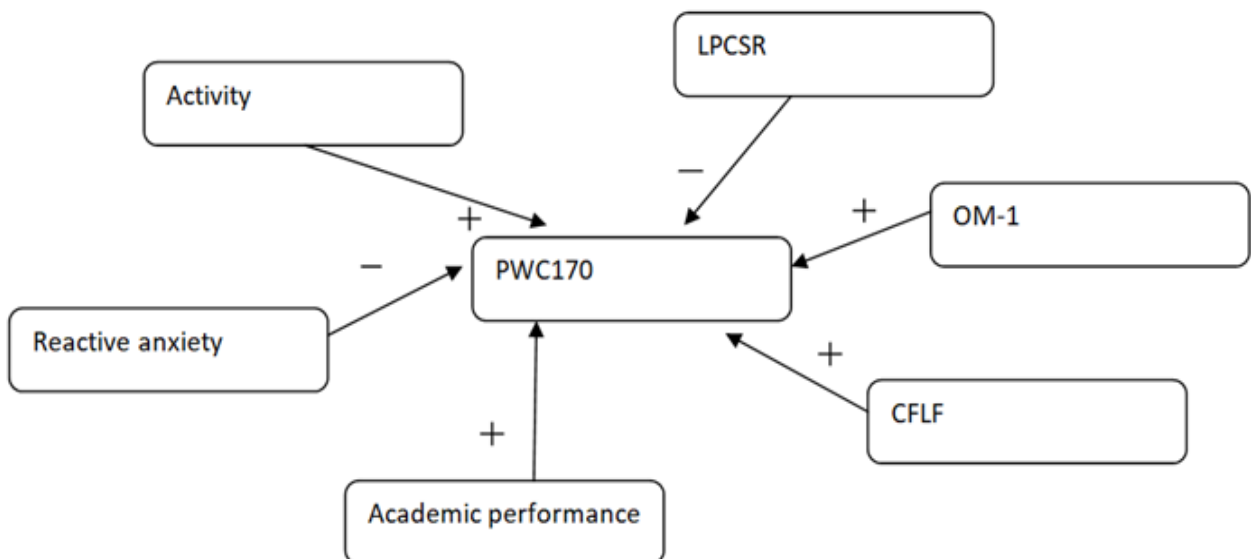 LPCSR
Activity
−
+
+
OM-1
PWC170
−
Reactive anxiety
+
CFLF
+
Academic performance